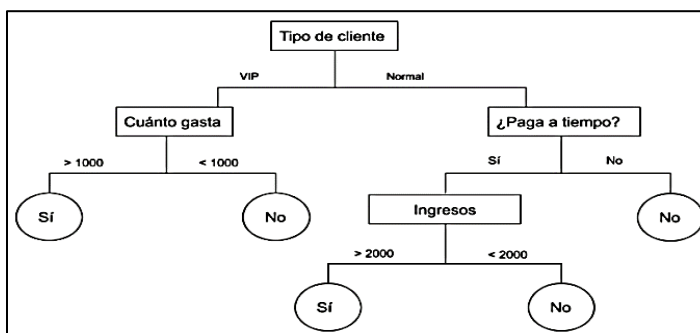 Tipo de cliente
VIP Normal
Cuánto gasta ¿Paga a tiempo?
> 1000 < 1000 Sí No
Sí No Ingresos No
> 2000 < 2000
Sí No